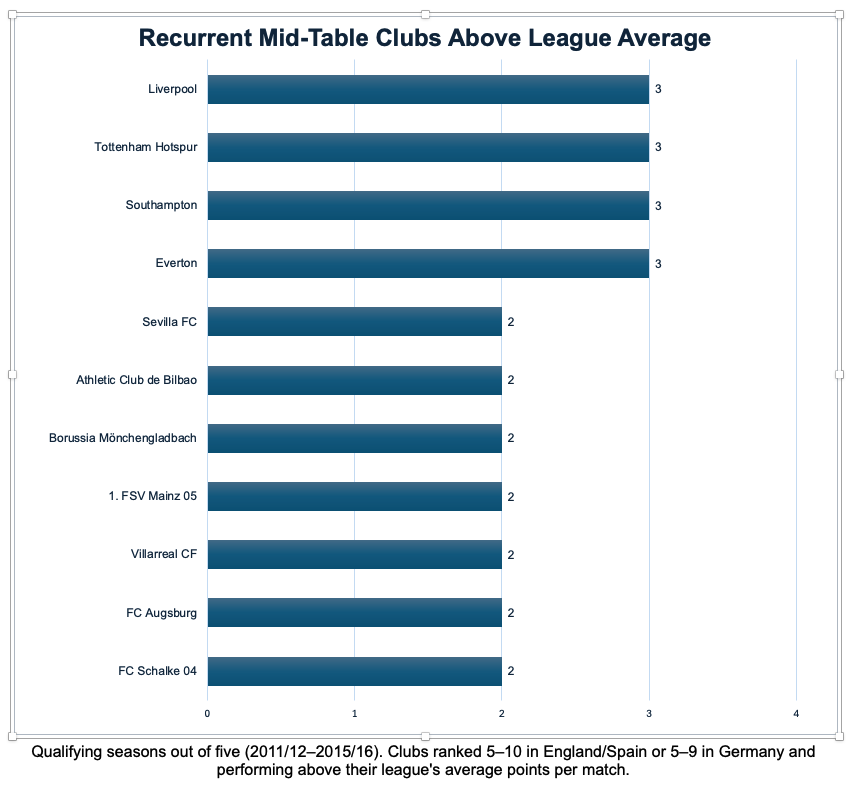 Recurrent Mid-Table Clubs Above League Average
Liverpool 3
Tottenham Hotspur 3
Southampton 3
Everton 3
Sevilla FC 2
Athletic Club de Bilbao 2
Borussia Mönchengladbach 2
1. FSV Mainz 05 2
Villarreal CF 2
FC Augsburg 2
FC Schalke 04 2
0 1 2 3 4
Qualifying seasons out of five (2011/12–2015/16). Clubs ranked 5–10 in England/Spain or 5–9 in Germany and
performing above their league's average points per match.